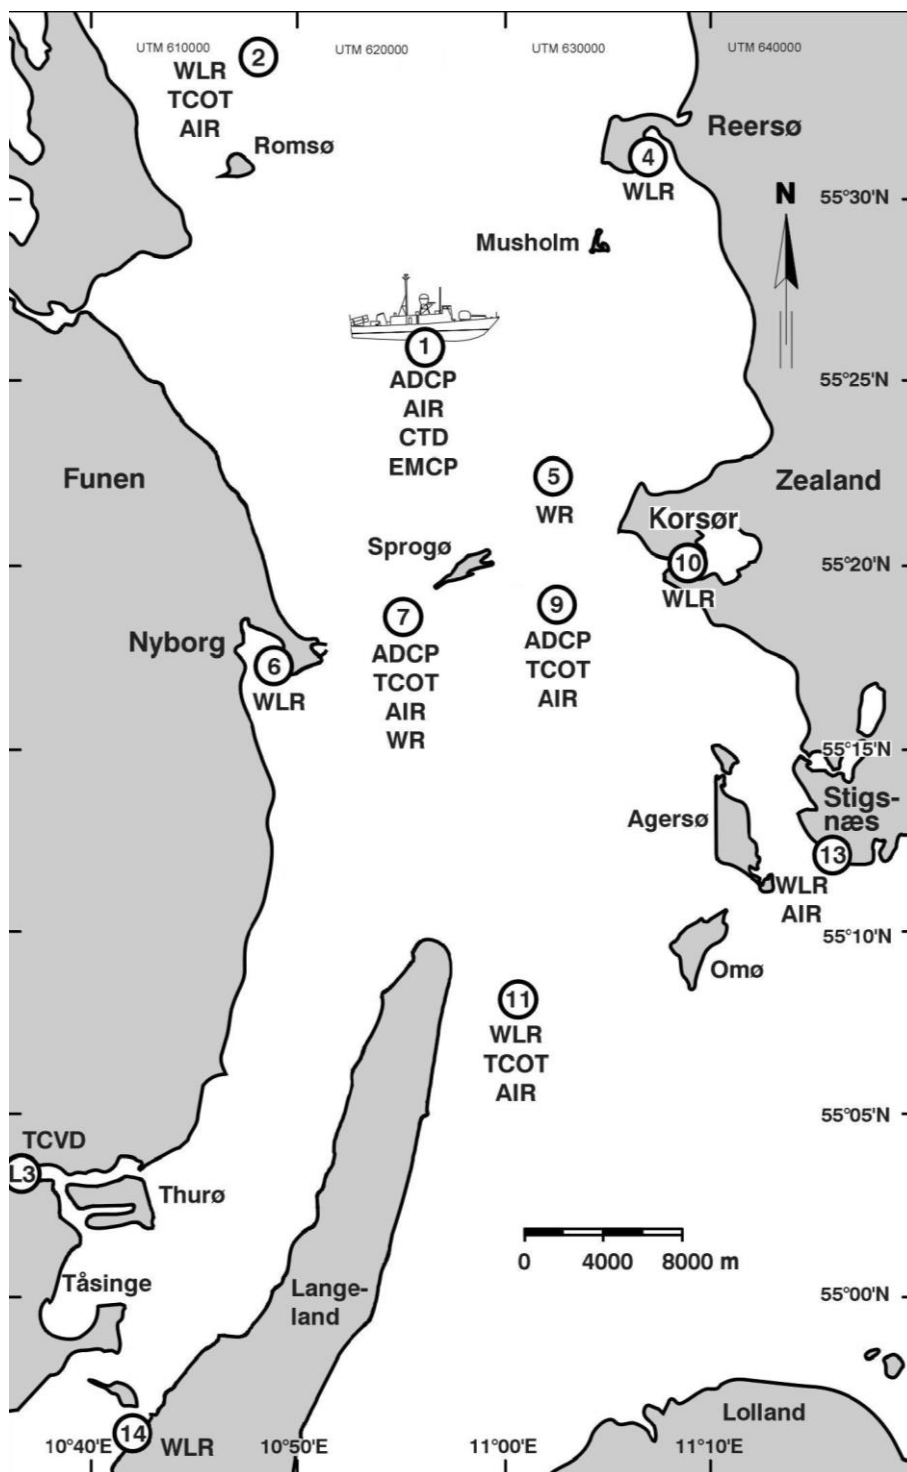 UTM 610000
UTM 620000
UTM 630000
UTM 640000
2
WLR
TCOT
AIR
Romsø
Reersø
4
WLR
N
55°30'N
Musholm
1
ADCP
AIR
CTD
EMCP
55°25'N
Funen
5
WR
Zealand
Korsør
Sprogø
10
WLR
55°20'N
7
ADCP
TCOT
AIR
WR
9
ADCP
TCOT
AIR
Nyborg
6
WLR
55°15'N
Stigs-
næs
Agersø
13
WLR
AIR
55°10'N
Omø
11
WLR
TCOT
AIR
55°05'N
TCVD
L3
Thurø
0 4000 8000 m
Tåsinge
Lange-
land
55°00'N
Lolland
14
WLR
10°40'E
10°50'E
11°00'E
11°10'E